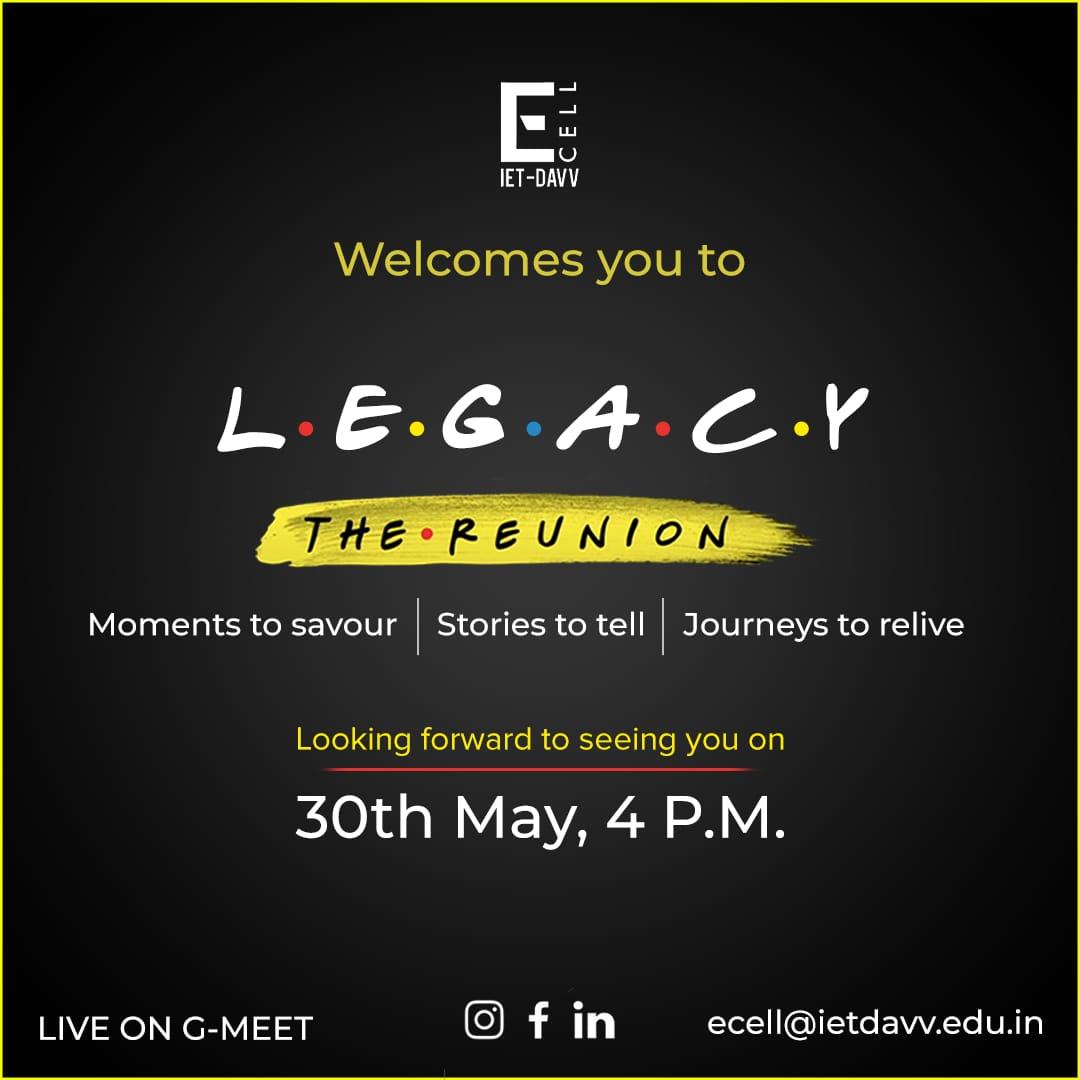 E CELL
IET-DAVV
Welcomes you to
L•E•G•A•C•Y
THE•REUNION
Moments to savour | Stories to tell | Journeys to relive
Looking forward to seeing you on
30th May, 4 P.M.
LIVE ON G-MEET
ecell@ietdavv.edu.in